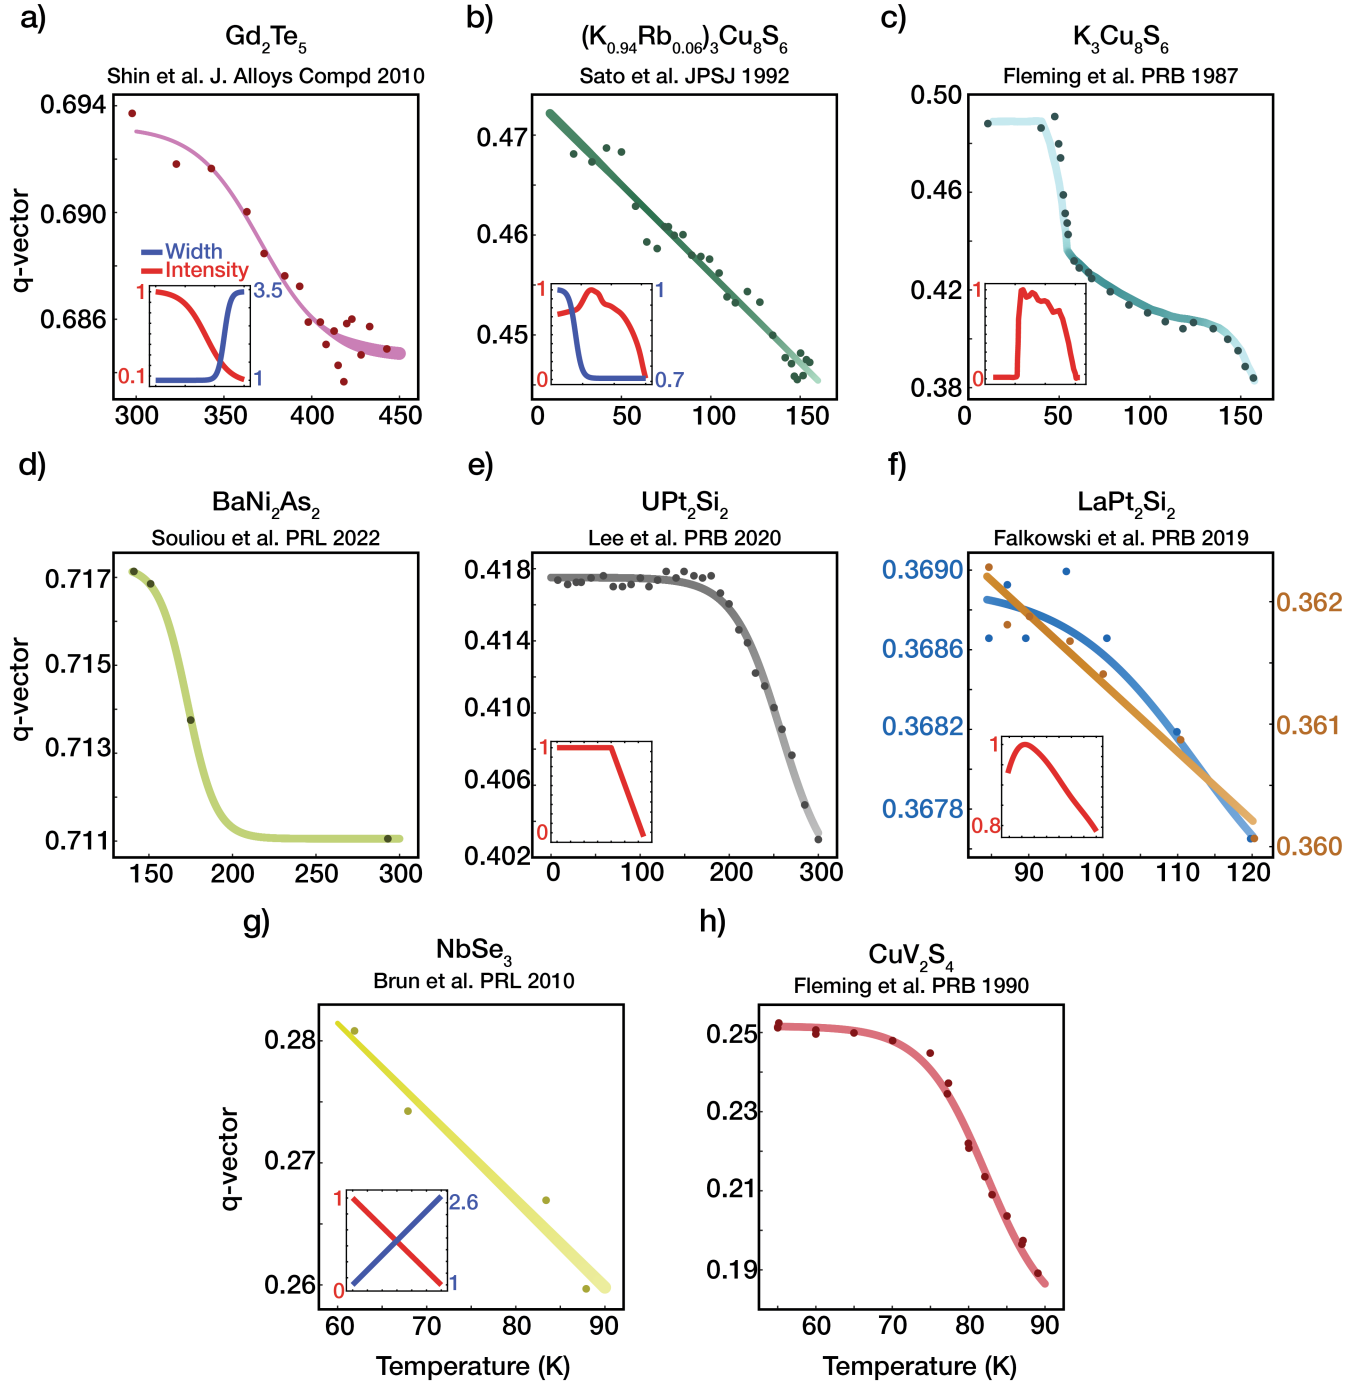 a)
Gd2Te5
Shin et al. J. Alloys Compd 2010
q-vector
0.694
0.690
0.686
300 350 400 450
Width
Intensity
1
0.1
3.5
1
b)
(K0.94Rb0.06)3Cu8S6
Sato et al. JPSJ 1992
0.47
0.46
0.45
0 50 100 150
1
0
1
0.7
c)
K3Cu8S6
Fleming et al. PRB 1987
0.50
0.46
0.42
0.38
0 50 100 150
1
0
d)
BaNi2As2
Souliou et al. PRL 2022
q-vector
0.717
0.715
0.713
0.711
150 200 250 300
e)
UPt2Si2
Lee et al. PRB 2020
0.418
0.414
0.410
0.406
0.402
0 100 200 300
1
0
f)
LaPt2Si2
Falkowski et al. PRB 2019
0.3690
0.3686
0.3682
0.3678
0.362
0.361
0.360
90 100 110 120
1
0.8
g)
NbSe3
Brun et al. PRL 2010
q-vector
0.28
0.27
0.26
60 70 80 90
1
0
2.6
1
Temperature (K)
h)
CuV2S4
Fleming et al. PRB 1990
0.25
0.23
0.21
0.19
60 70 80 90
Temperature (K)